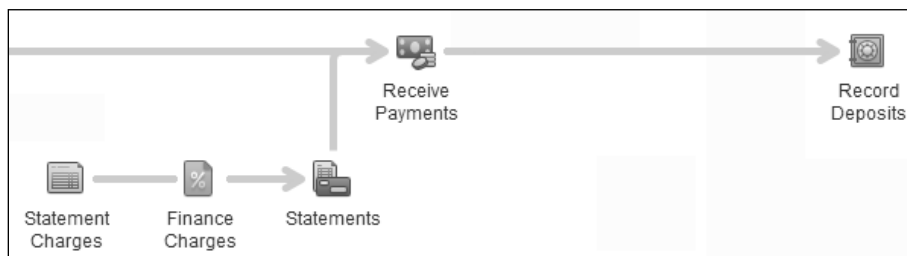 Receive
Payments
Record
Deposits
Statement
Charges
Finance
Charges
Statements